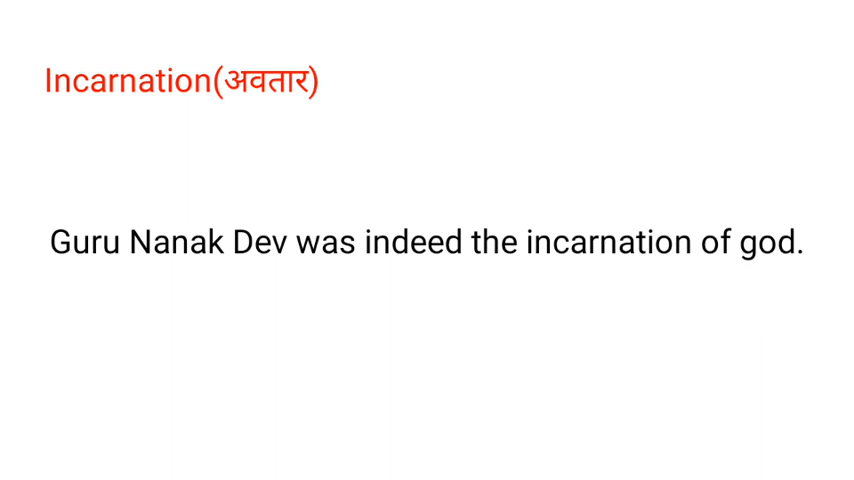 Incarnation(अवतार)
Guru Nanak Dev was indeed the incarnation of god.